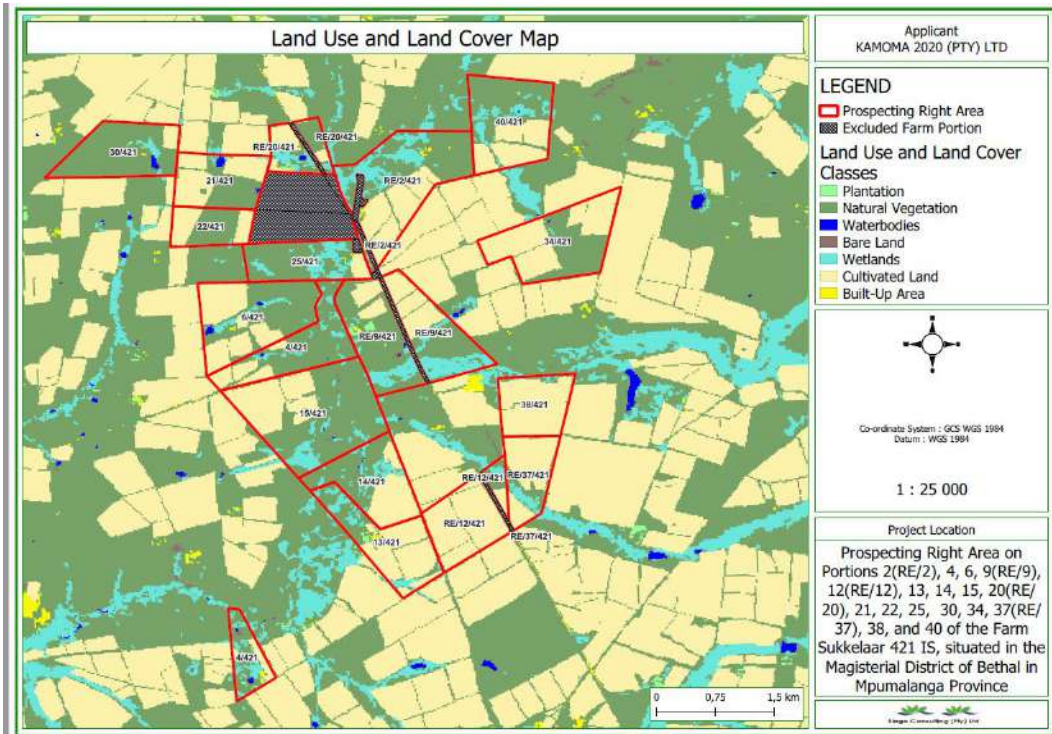 Land Use and Land Cover Map
Applicant
KAMOMA 2020 (PTY) LTD
LEGEND
Prospecting Right Area
Excluded Farm Portion
Land Use and Land Cover
Classes
Plantation
Natural Vegetation
Waterbodies
Bare Land
Wetlands
Cultivated Land
Built-Up Area
Co-ordinate System : GCS WGS 1984
Datum : WGS 1984
1 : 25 000
Project Location
Prospecting Right Area on
Portions 2(RE/2), 4, 6, 9(RE/9),
12(RE/12), 13, 14, 15, 20(RE/
20), 21, 22, 25, 30, 34, 37(RE/
37), 38, and 40 of the Farm
Sukkelaar 421 IS, situated in the
Magisterial District of Bethal in
Mpumalanga Province
Consulting (Pty) Ltd
40/421
RE/20/421
30/421
RE/20/421
21/421
RE/2/421
22/421
RE/2/421
34/421
25/421
6/421
RE/9/421
RE/9/421
4/421
38/421
15/421
14/421
RE/12/421
RE/37/421
RE/12/421
RE/37/421
13/421
4/421
0 0,75 1,5 km